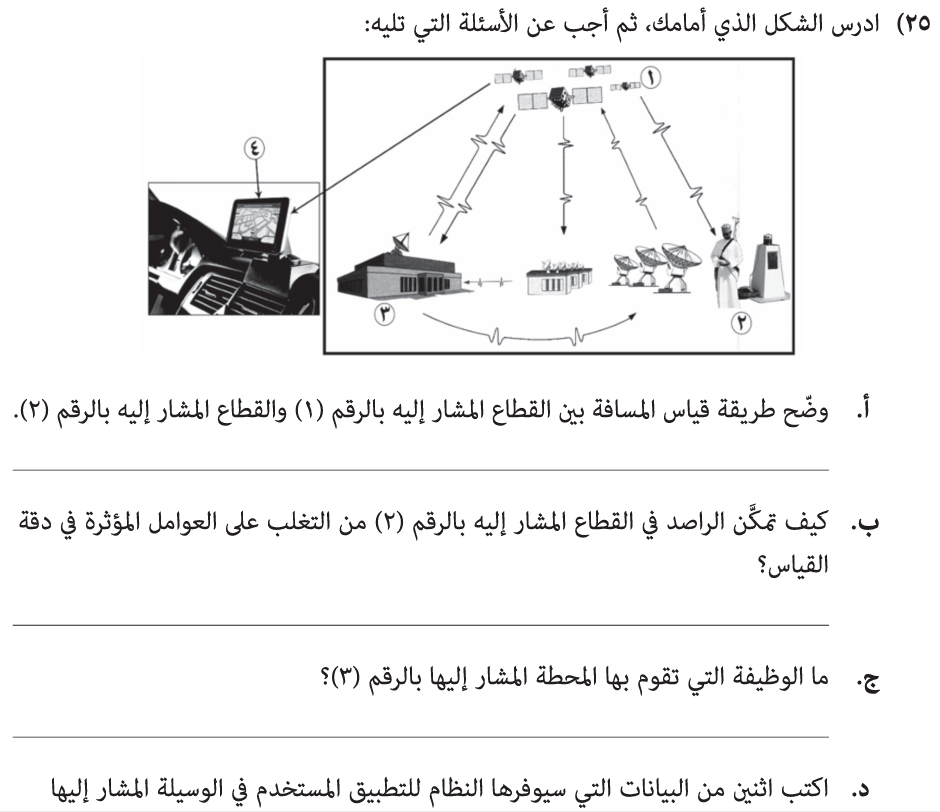 ٢٥) ادرس الشكل الذي أمامك، ثم أجب عن الأسئلة التي تليه:
١
٤
٣
٢
أ. وضّح طريقة قياس المسافة بين القطاع المشار إليه بالرقم (١) والقطاع المشار إليه بالرقم (٢).
ب. كيف تمكَّن الراصد في القطاع المشار إليه بالرقم (٢) من التغلب على العوامل المؤثرة في دقة
القياس؟
ج. ما الوظيفة التي تقوم بها المحطة المشار إليها بالرقم (٣)؟
د. اكتب اثنين من البيانات التي سيوفرها النظام للتطبيق المستخدم في الوسيلة المشار إليها